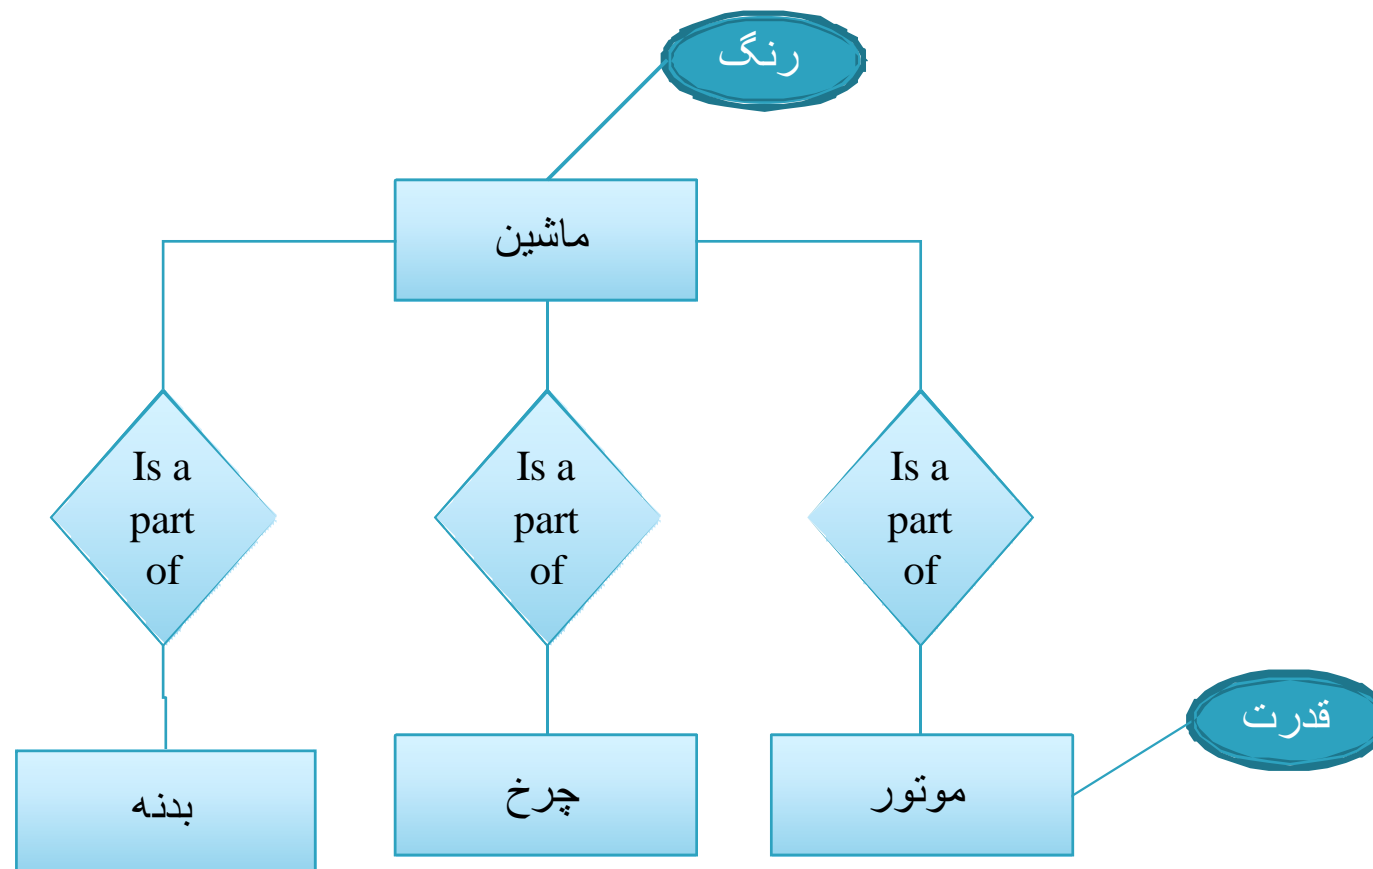 رنگ
ماشین
Is a
part
of
Is a
part
of
Is a
part
of
قدرت
بدنه
چرخ
موتور